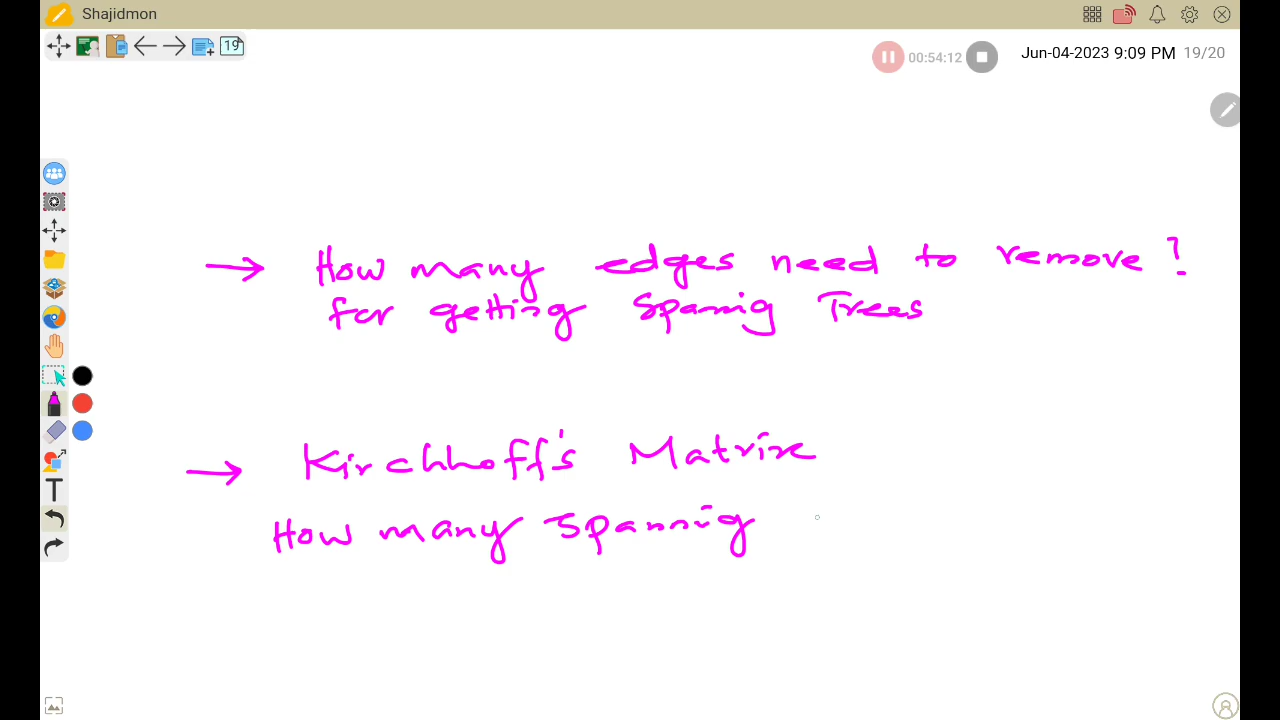 Shajidmon
19
00:54:12
Jun-04-2023 9:09 PM 19/20
→ How many edges need to remove?
for getting Spannig Trees
→ Kirchhoff's Matrix
How many Spannig
T